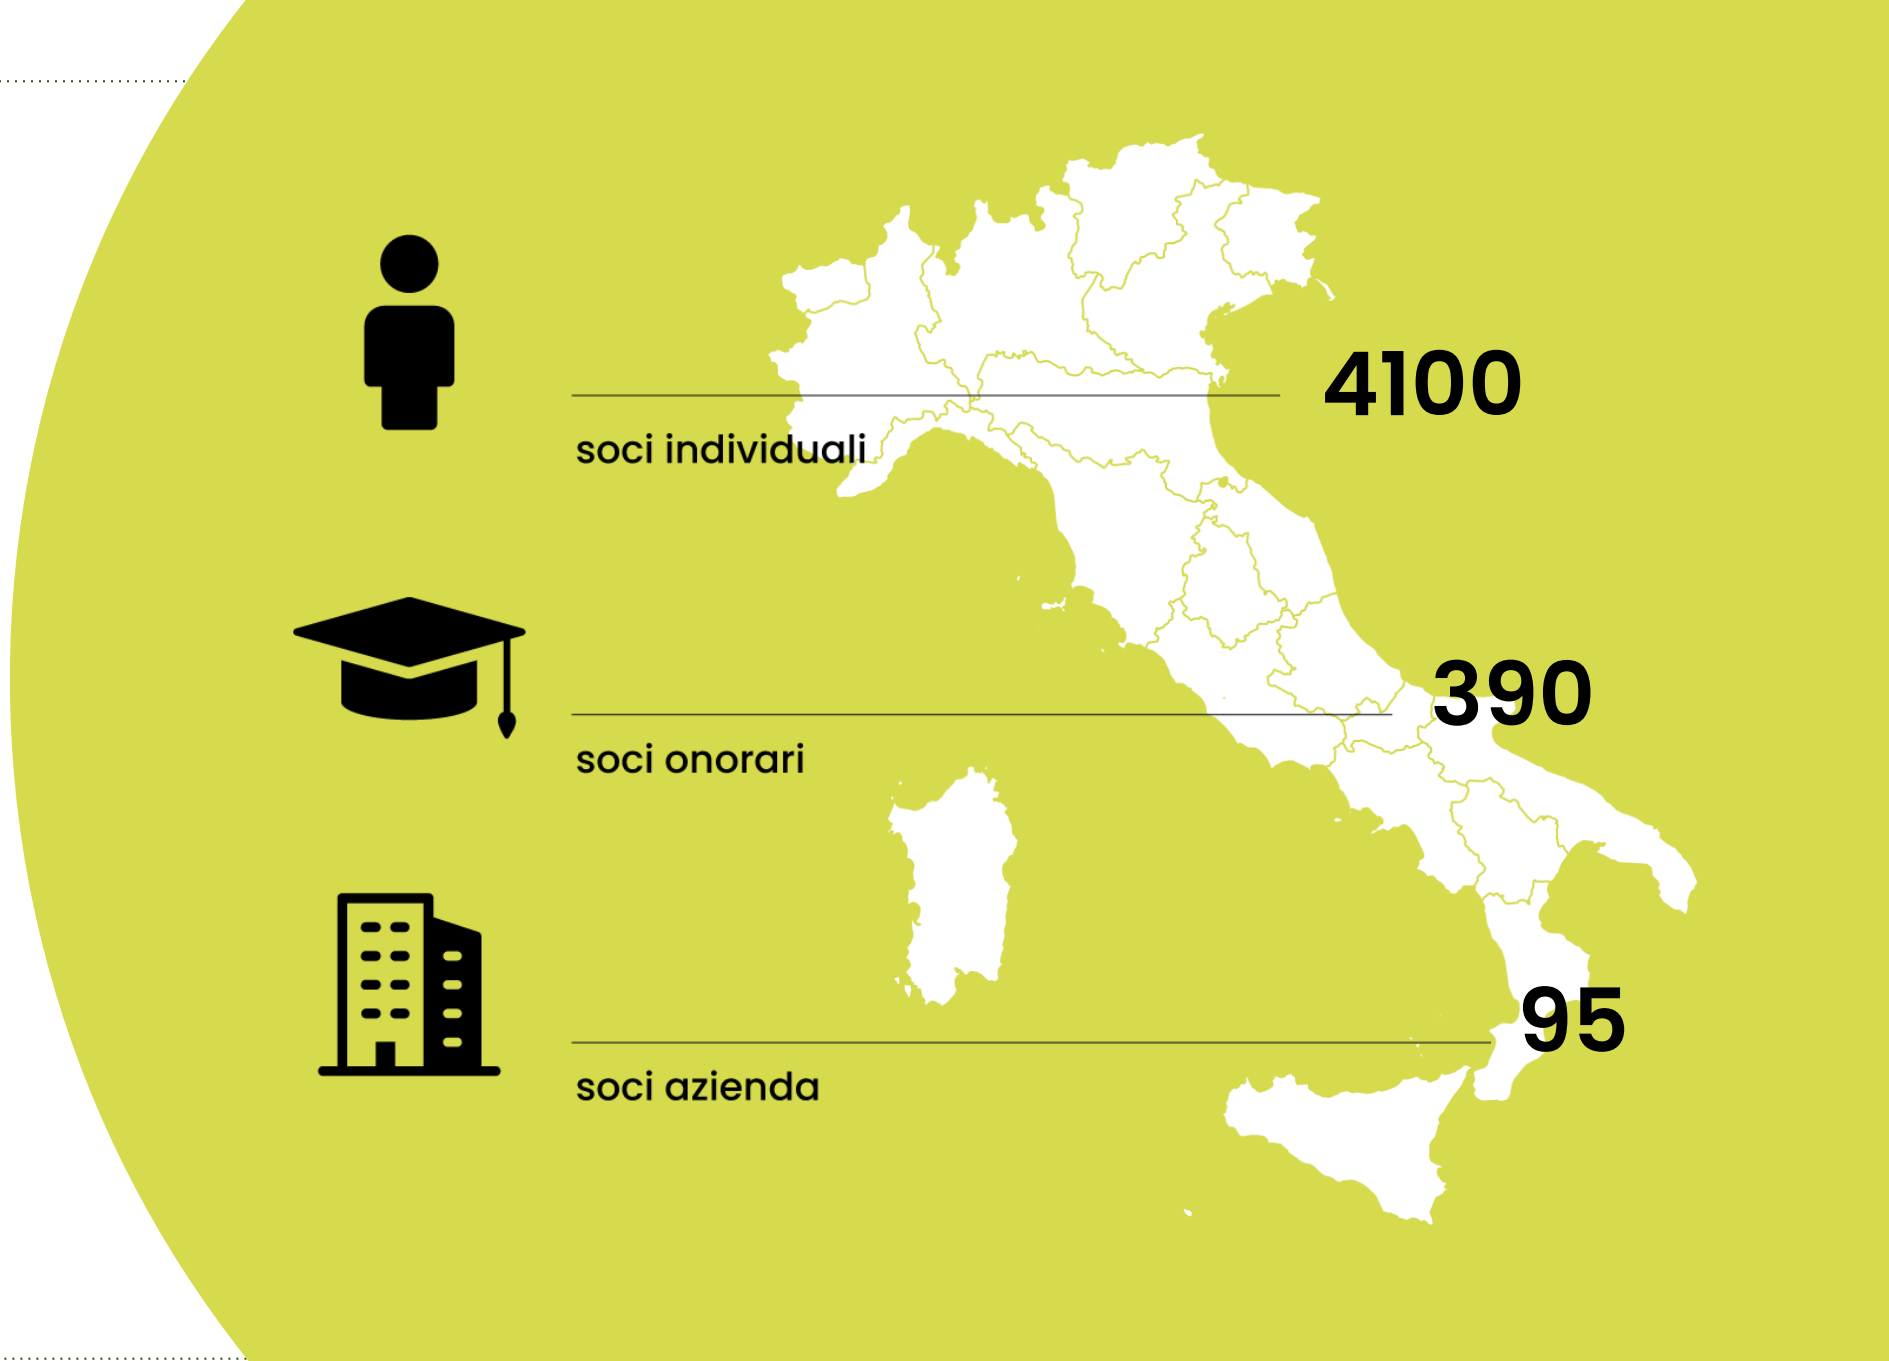 4100
soci individuali
390
soci onorari
95
soci azienda